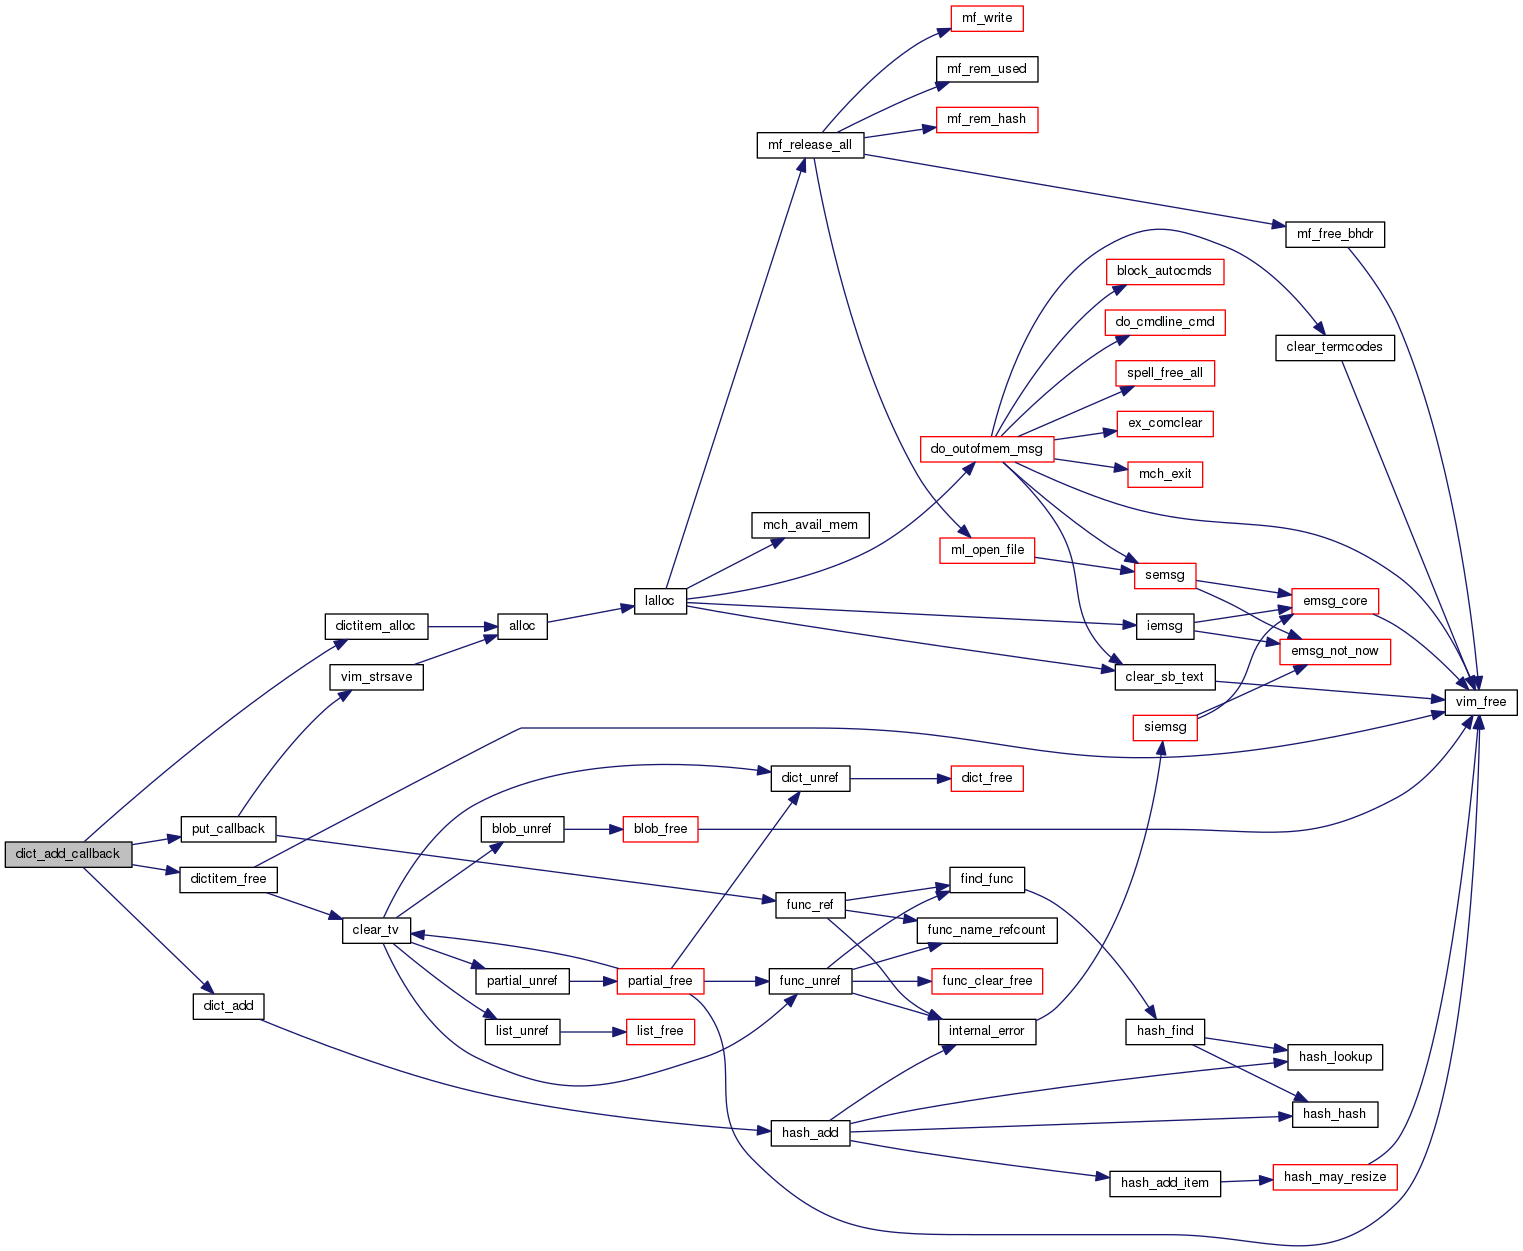 mf_write
mf_rem_used
mf_rem_hash
mf_release_all
mf_free_bhdr
block_autocmds
do_cmdline_cmd
clear_termcodes
spell_free_all
ex_comclear
do_outofmem_msg
mch_exit
mch_avail_mem
ml_open_file
semsg
lalloc
emsg_core
dictitem_alloc
alloc
iemsg
emsg_not_now
vim_strsave
clear_sb_text
vim_free
siemsg
dict_unref
dict_free
put_callback
blob_unref
blob_free
dict_add_callback
dictitem_free
find_func
func_ref
clear_tv
func_name_refcount
partial_unref
partial_free
func_unref
func_clear_free
dict_add
list_unref
list_free
internal_error
hash_find
hash_lookup
hash_hash
hash_add
hash_add_item
hash_may_resize